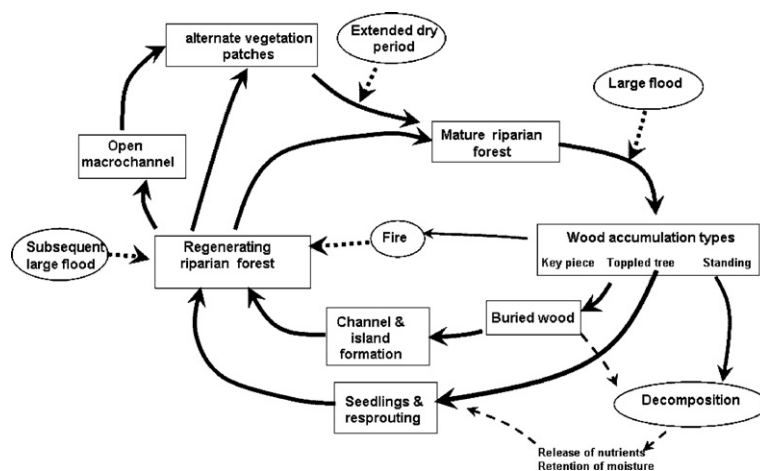 alternate vegetation
patches
Extended dry
period
Large flood
Open
macrochannel
Mature riparian
forest
Subsequent
large flood
Regenerating
riparian forest
Fire
Wood accumulation types
Key piece Toppled tree Standing
Buried wood
Channel &
island
formation
Seedlings &
resprouting
Decomposition
Release of nutrients
Retention of moisture